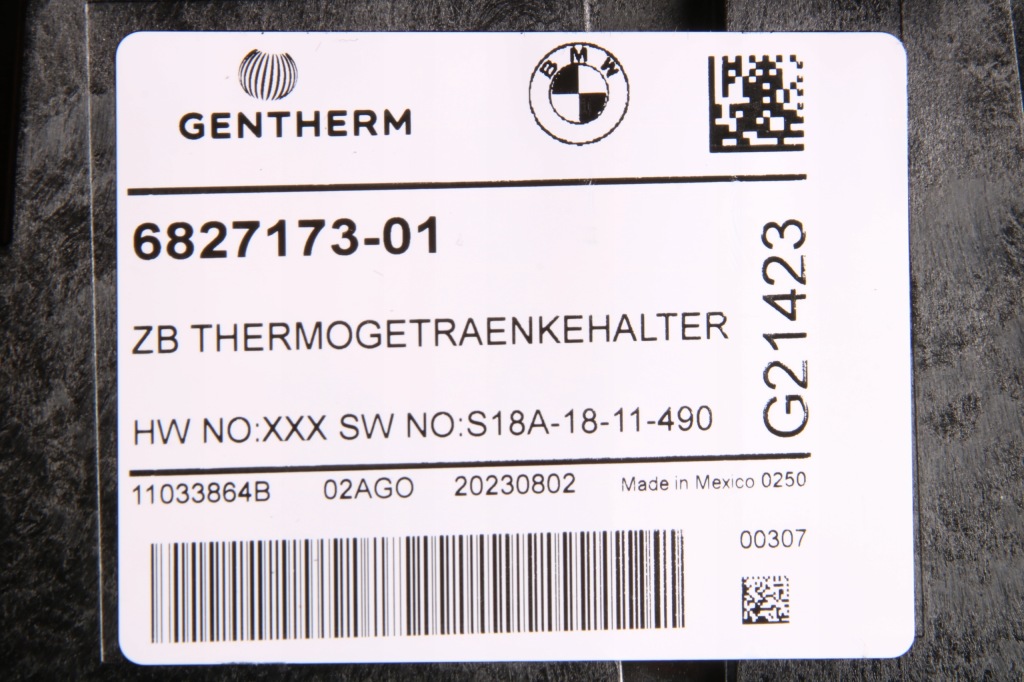 GENTHERM
BMW
6827173-01
G21423
ZB THERMOGETRAENKEHALTER
HW NO:XXX SW NO:S18A-18-11-490
11033864B 02AGO 20230802 Made in Mexico 0250
00307